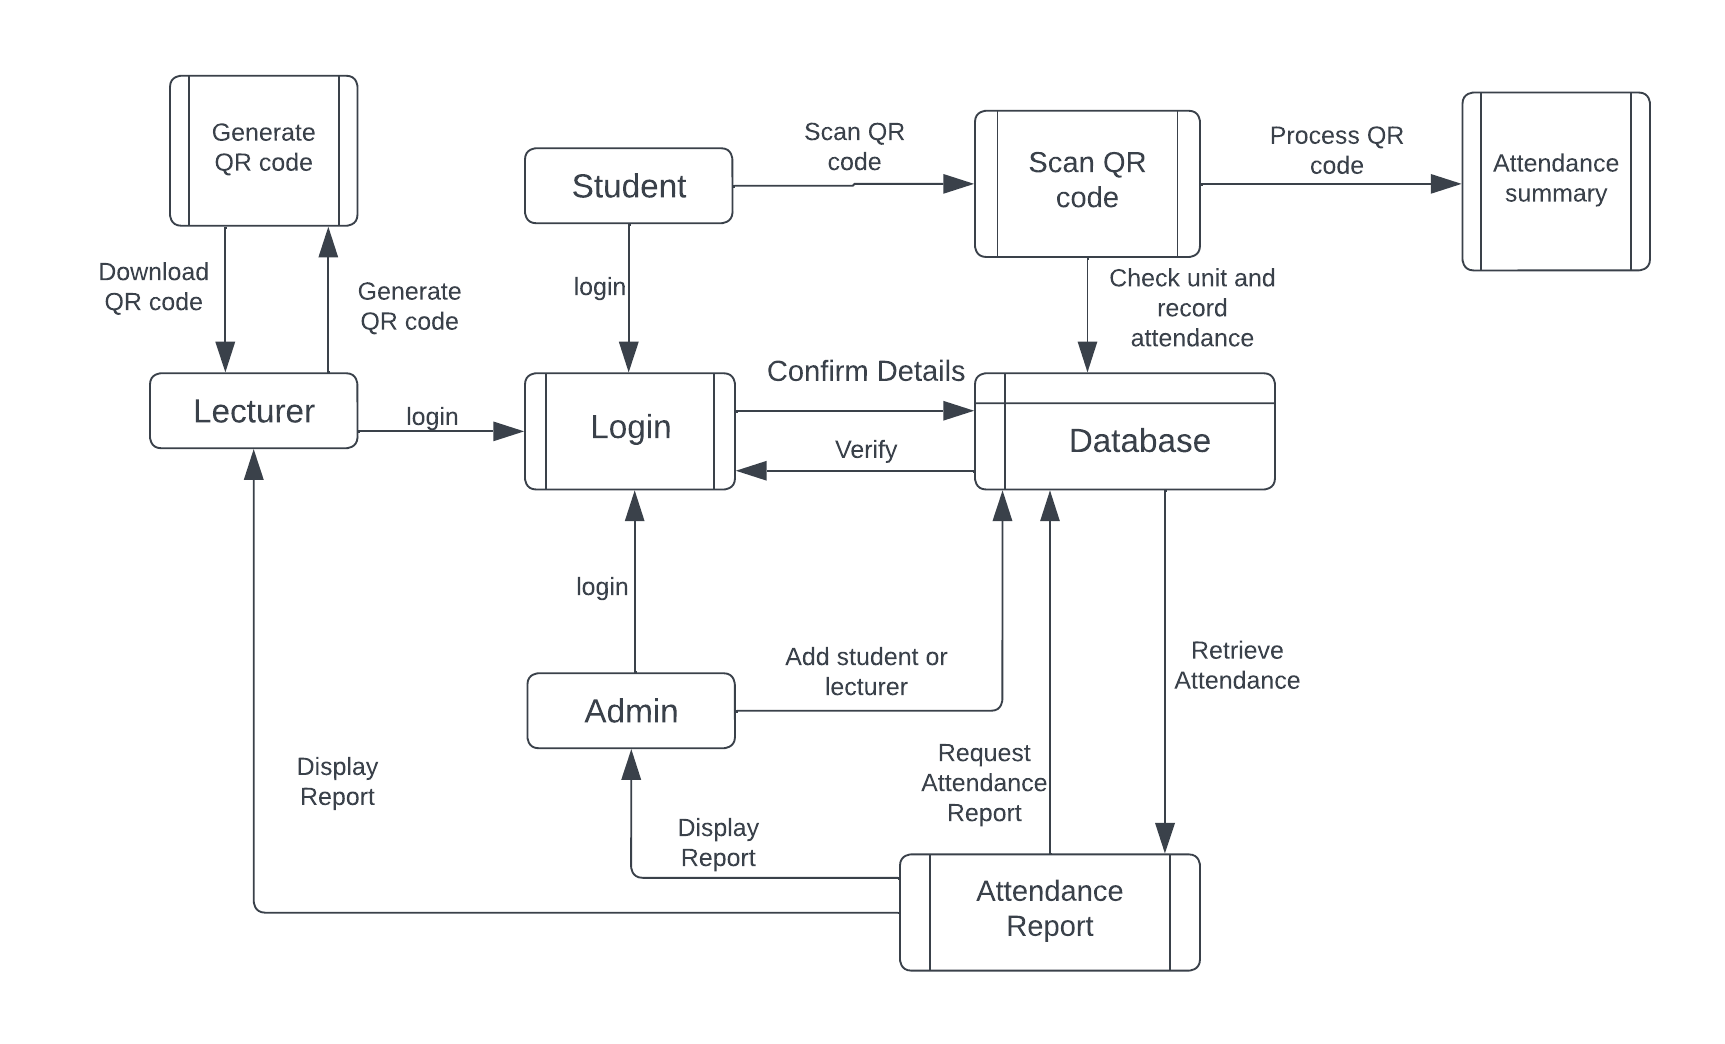 Generate
QR code
Student
Scan QR
code
Scan QR
code
Process QR
code
Attendance
summary
Download
QR code
Generate
QR code
login
Check unit and
record
attendance
Lecturer
login
Login
Confirm Details
Verify
Database
login
Admin
Add student or
lecturer
Retrieve
Attendance
Request
Attendance
Report
Display
Report
Display
Report
Attendance
Report